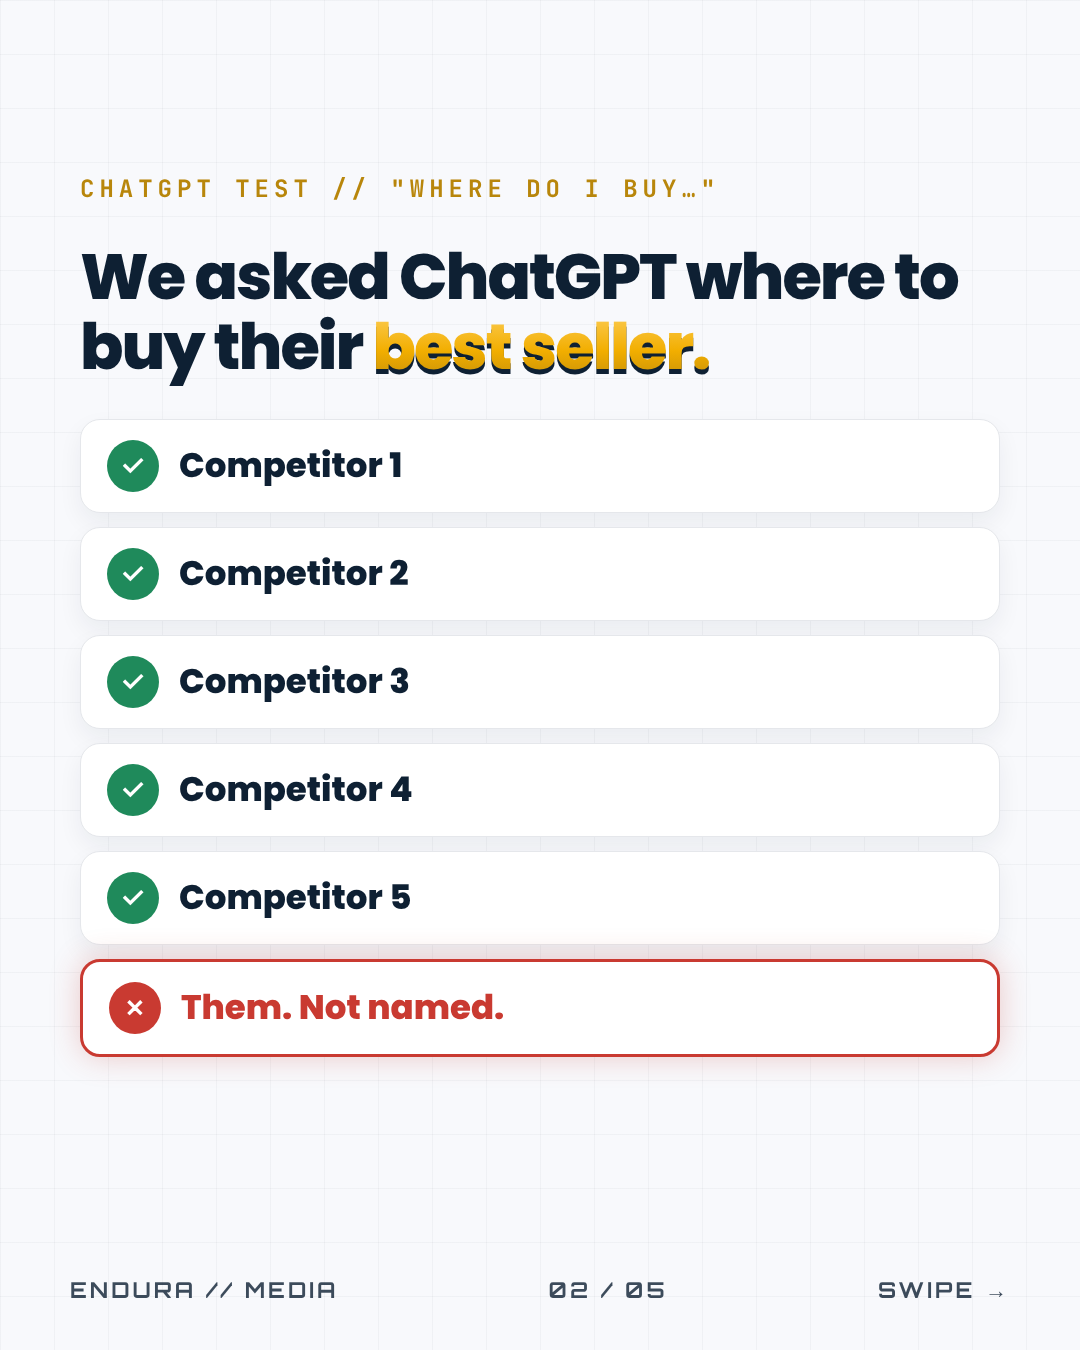 CHATGPT TEST // "WHERE DO I BUY…"
We asked ChatGPT where to
buy their best seller.
Competitor 1
Competitor 2
Competitor 3
Competitor 4
Competitor 5
Them. Not named.
ENDURA // MEDIA
02 / 05
SWIPE →